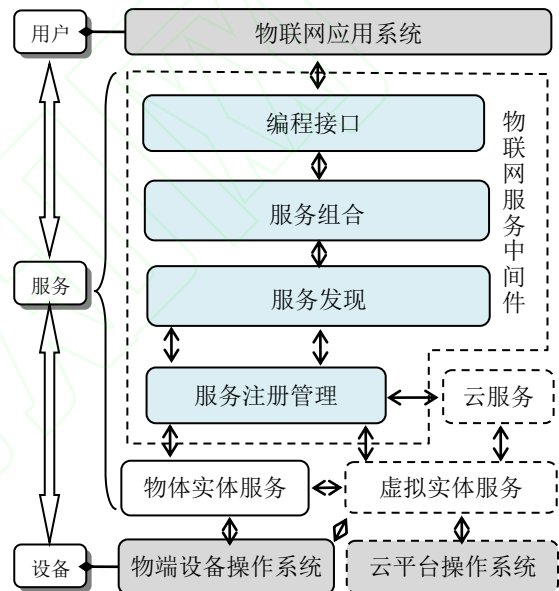 用户
物联网应用系统
编程接口
物联网服务中间件
服务组合
服务
服务发现
服务注册管理
云服务
物体实体服务
虚拟实体服务
设备
物端设备操作系统
云平台操作系统